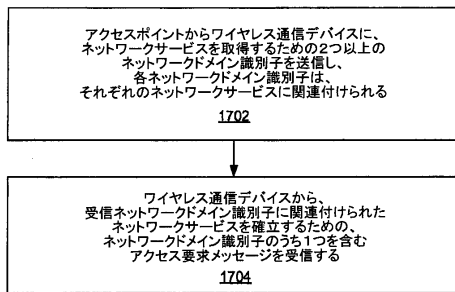 アクセスポイントからワイヤレス通信デバイスに、
ネットワークサービスを取得するための2つ以上の
ネットワークドメイン識別子を送信し、
各ネットワークドメイン識別子は、
それぞれのネットワークサービスに関連付けられる
1702
ワイヤレス通信デバイスから、
受信ネットワークドメイン識別子に関連付けられた
ネットワークサービスを確立するための、
ネットワークドメイン識別子のうち1つを含む
アクセス要求メッセージを受信する
1704